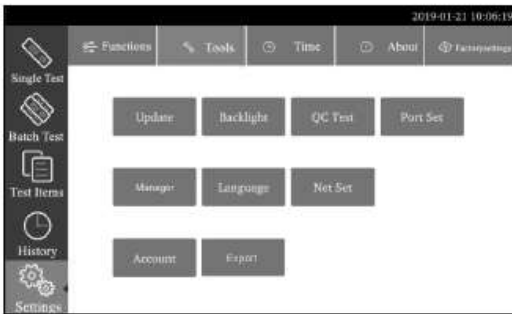 2019-01-21 10:06:19
Functions Tools Time About Factorysettings
Single Test
Batch Test
Test Items
History
Settings
Update Backlight QC Test Port Set
Manager Language Net Set
Account Export